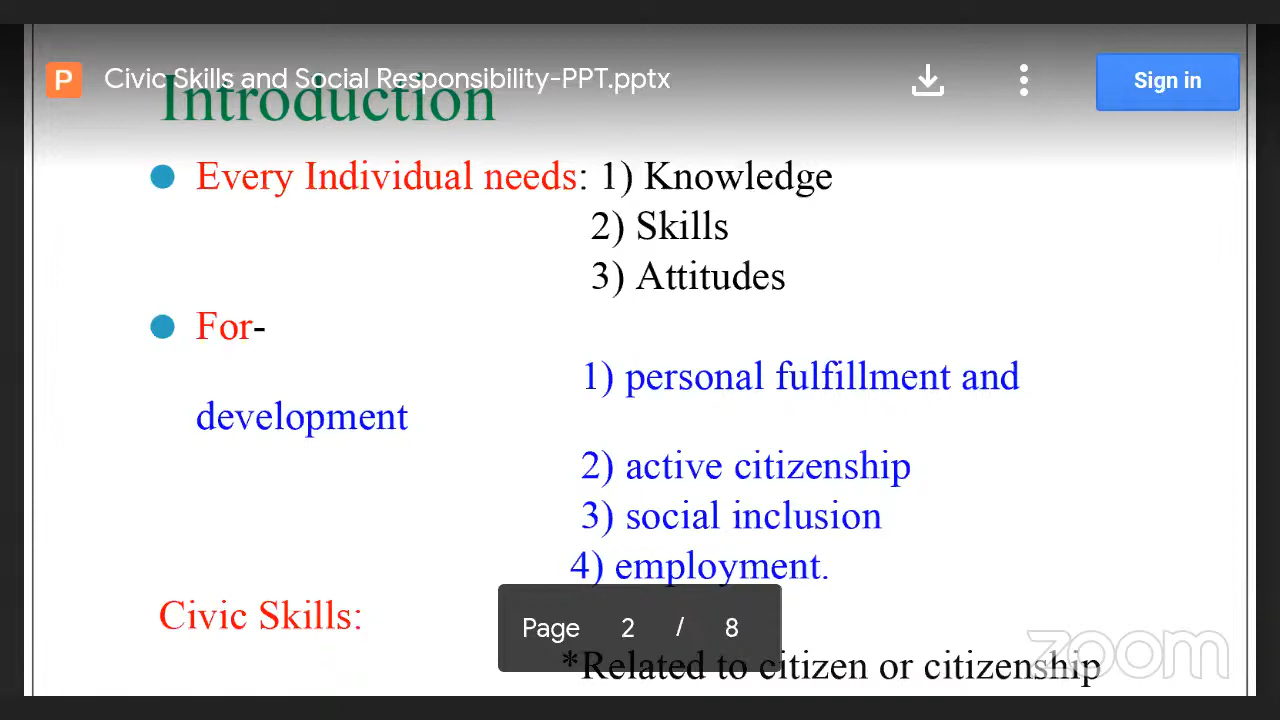 P Civic Skills and Social Responsibility-PPT.pptx Sign in
Introduction
Every Individual needs: 1) Knowledge
2) Skills
3) Attitudes
For-
1) personal fulfillment and
development
2) active citizenship
3) social inclusion
4) employment.
Civic Skills:
Page 2 / 8
*Related to citizen or citizenship
zoom